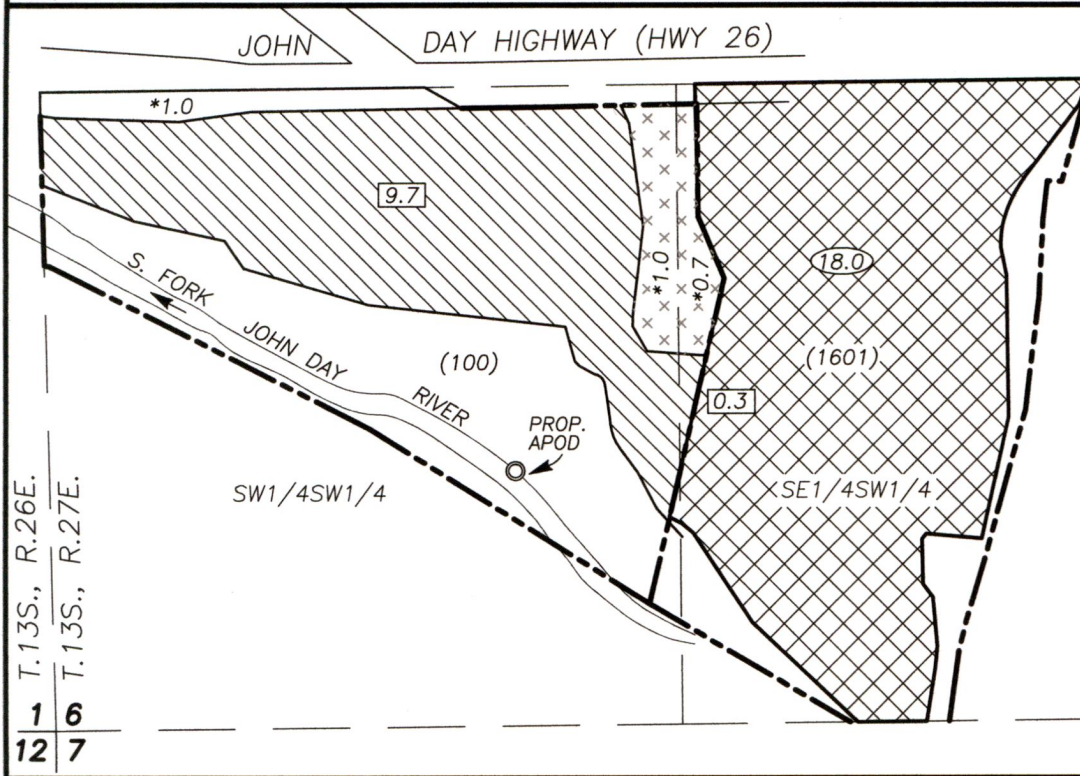 JOHN DAY HIGHWAY (HWY 26)
*1.0
9.7
*1.0
*0.7
18.0
S. FORK
JOHN DAY
RIVER
(100)
(1601)
0.3
PROP.
APOD
SW1/4SW1/4
SE1/4SW1/4
T.13S., R.26E.
T.13S., R.27E.
1 6
12 7